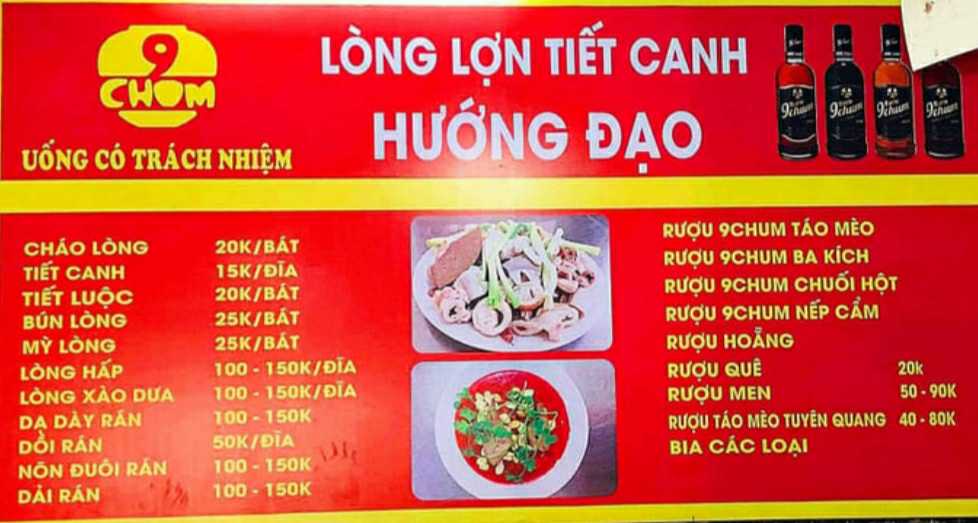 9
CHOM
UỐNG CÓ TRÁCH NHIỆM
LÒNG LỢN TIẾT CANH
HƯỚNG ĐẠO
9chum 9chum 9chum 9chum
CHÁO LÒNG 20K/BÁT
TIẾT CANH 15K/ĐĨA
TIẾT LUỘC 20K/BÁT
BÚN LÒNG 25K/BÁT
MỲ LÒNG 25K/BÁT
LÒNG HẤP 100 - 150K/ĐĨA
LÒNG XÀO DƯA 100 - 150K/ĐĨA
DẠ DÀY RÁN 100 - 150K
DỒI RÁN 50K/ĐĨA
NÕN ĐUÔI RÁN 100 - 150K
DẢI RÁN 100 - 150K
RƯỢU 9CHUM TÁO MÈO
RƯỢU 9CHUM BA KÍCH
RƯỢU 9CHUM CHUỐI HỘT
RƯỢU 9CHUM NẾP CẨM
RƯỢU HOẴNG
RƯỢU QUÊ 20k
RƯỢU MEN 50 - 90K
RƯỢU TÁO MÈO TUYÊN QUANG 40 - 80K
BIA CÁC LOẠI